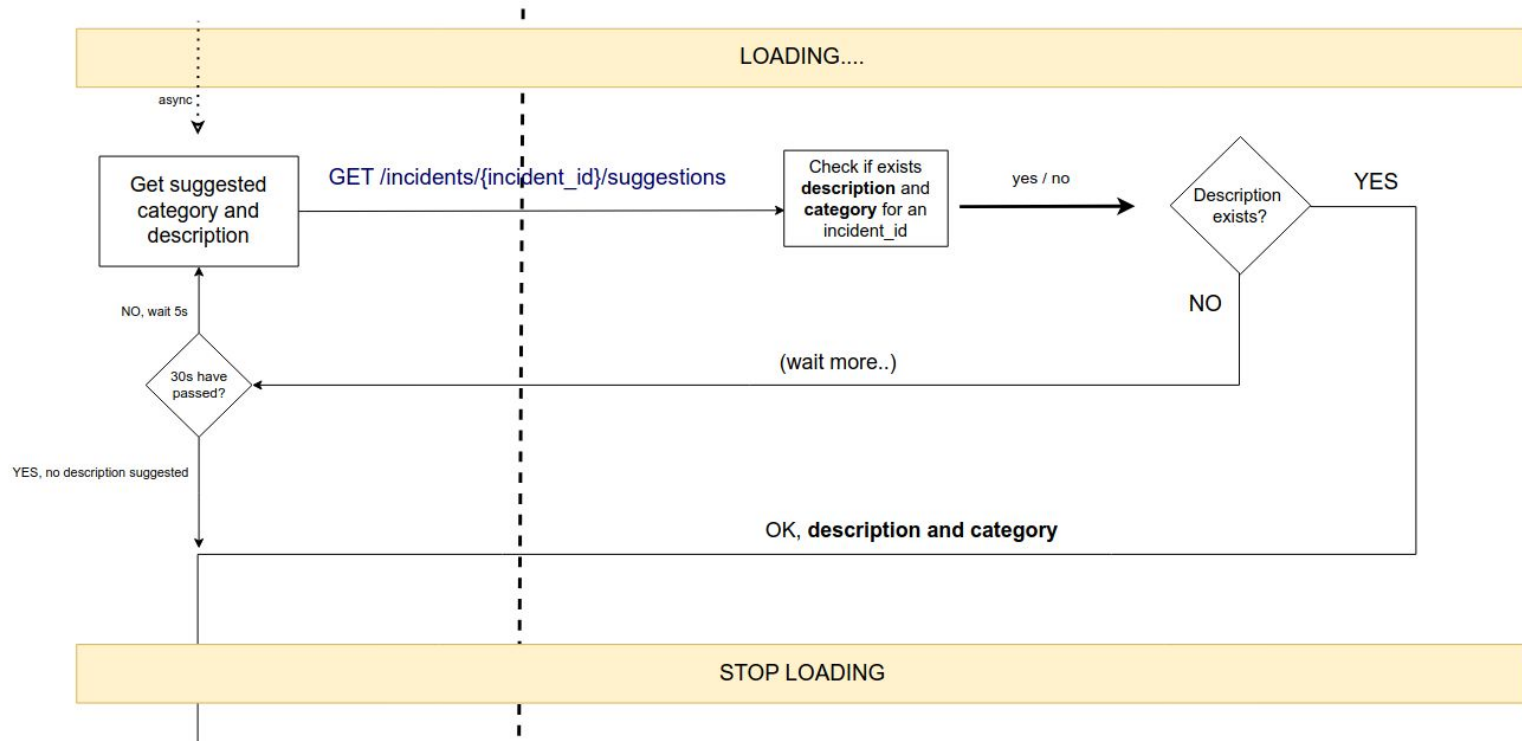 LOADING....
async
Get suggested
category and
description
GET /incidents/{incident_id}/suggestions
Check if exists
description and
category for an
incident_id
yes / no
Description
exists?
YES
NO
NO, wait 5s
(wait more..)
30s have
passed?
YES, no description suggested
OK, description and category
STOP LOADING